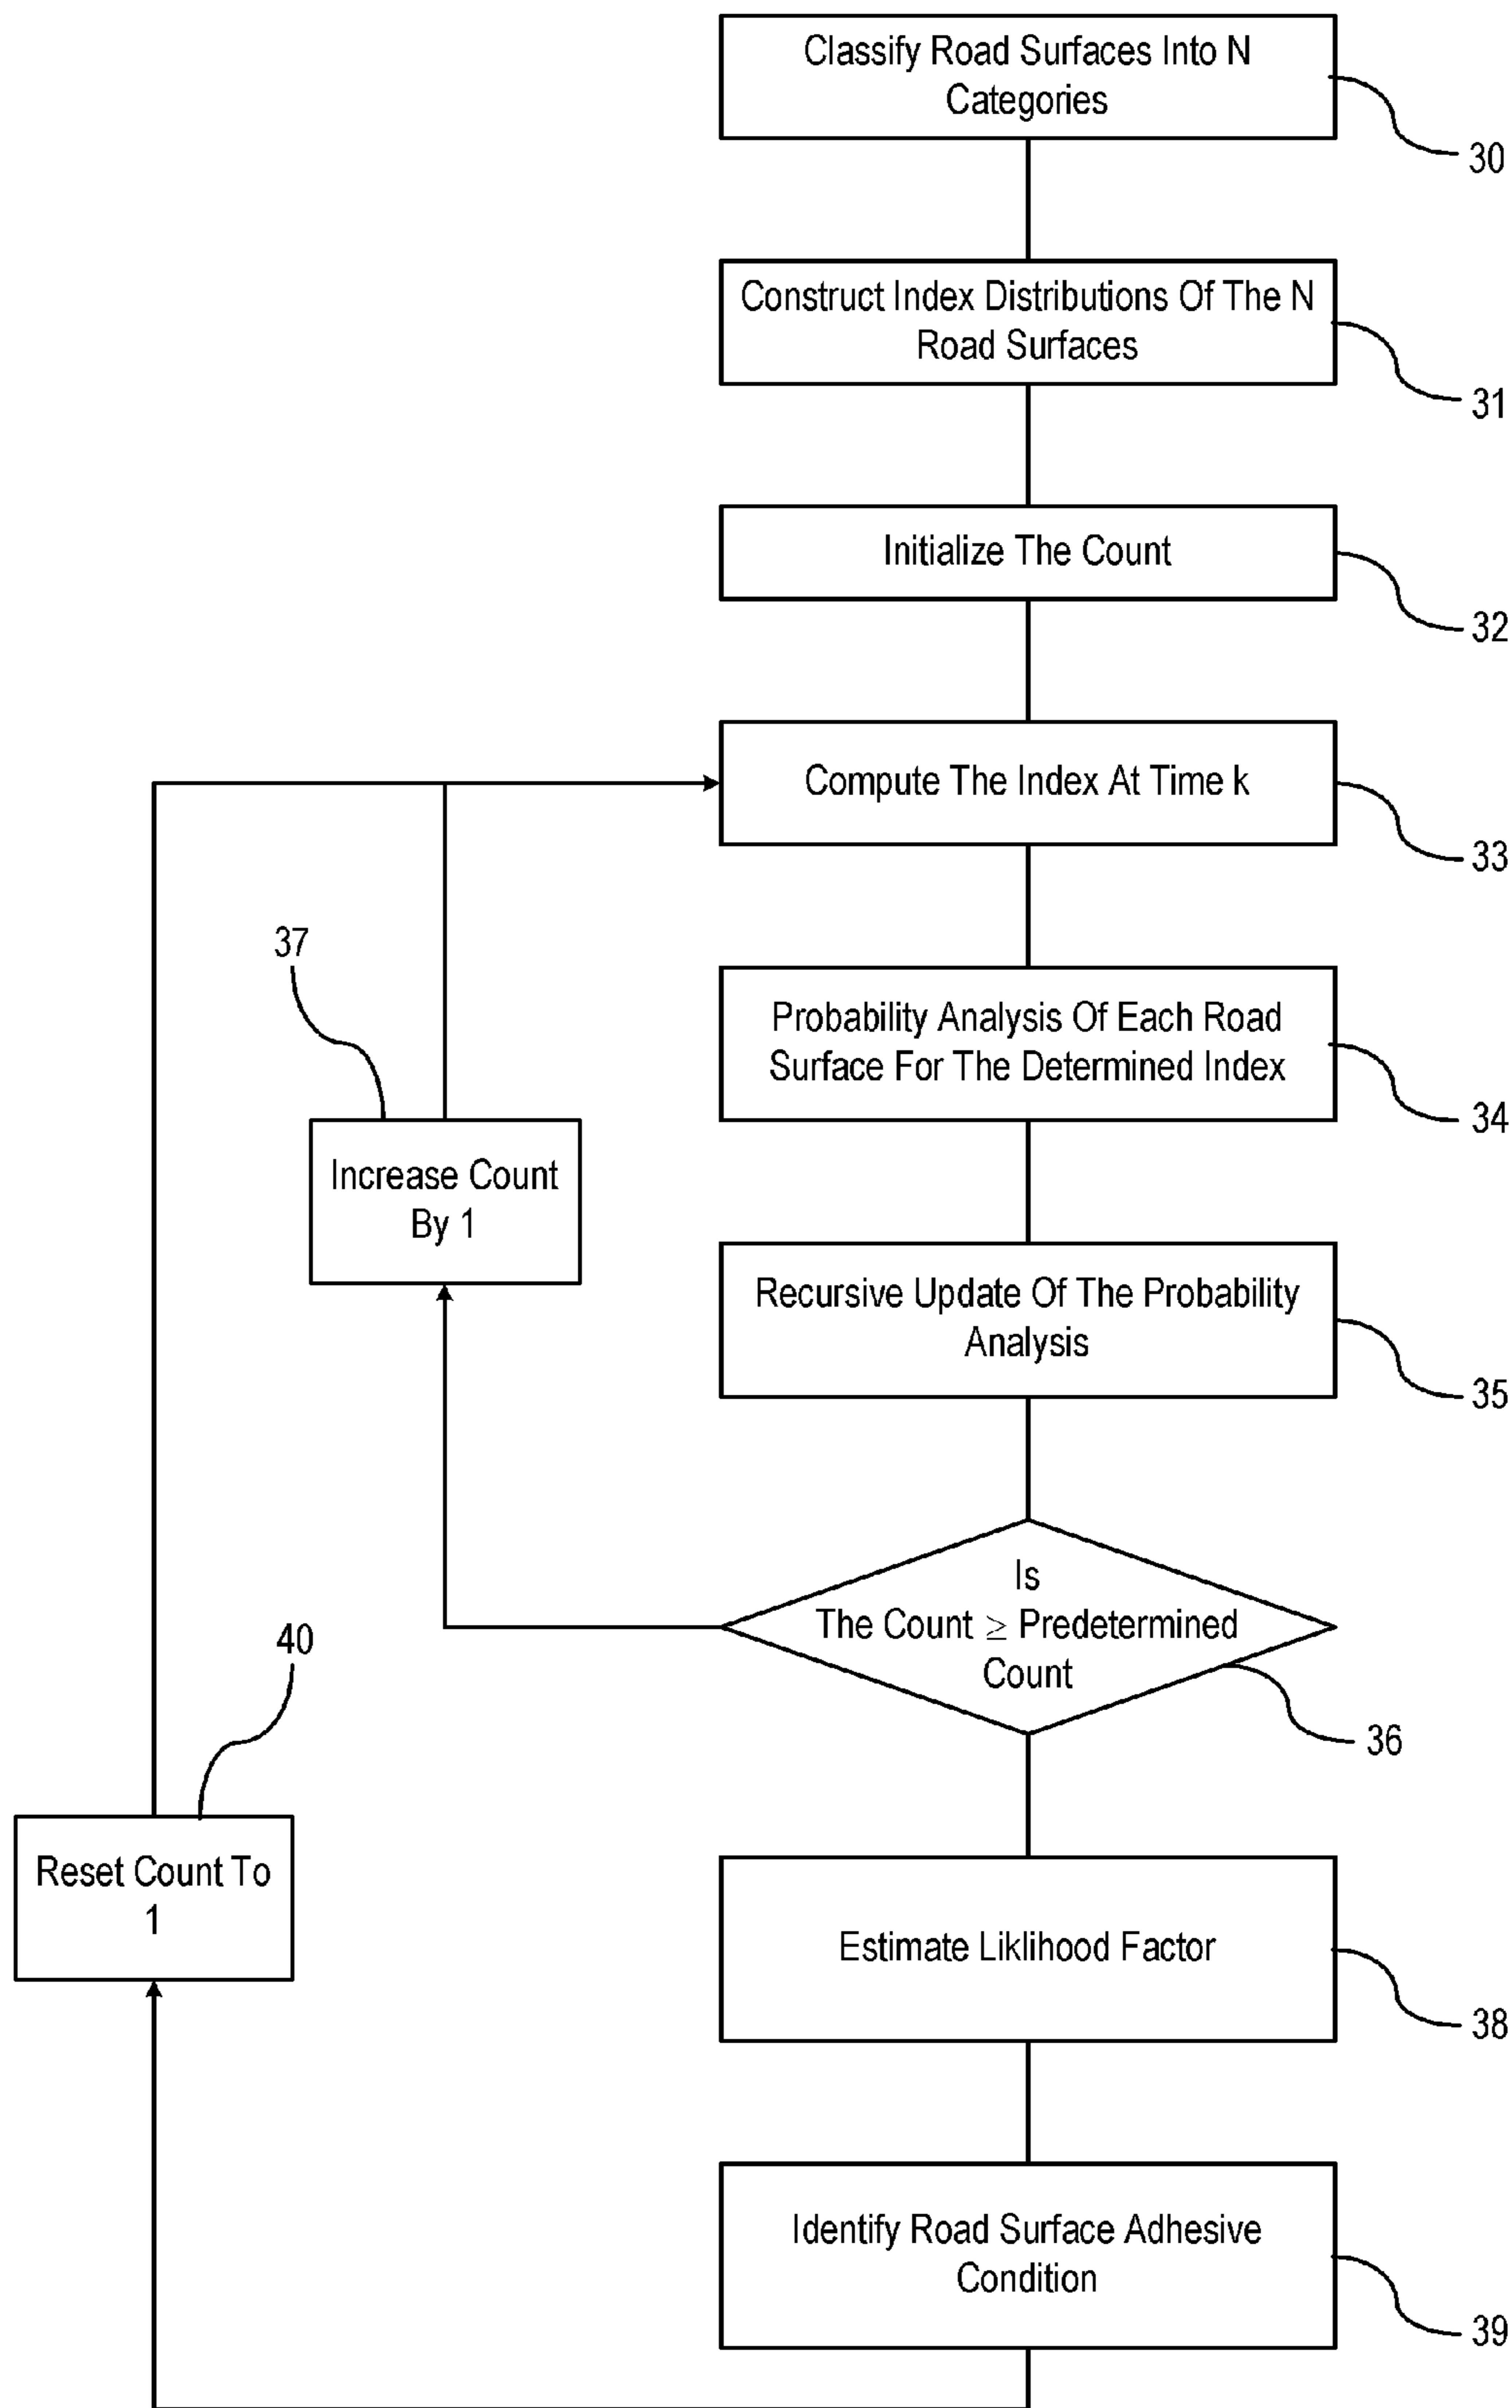 Classify Road Surfaces Into N
Categories
30
Construct Index Distributions Of The N
Road Surfaces
31
Initialize The Count
32
Compute The Index At Time k
33
37
Probability Analysis Of Each Road
Surface For The Determined Index
34
Increase Count
By 1
Recursive Update Of The Probability
Analysis
35
Is
The Count ≥ Predetermined
Count
36
40
Reset Count To
1
Estimate Liklihood Factor
38
Identify Road Surface Adhesive
Condition
39